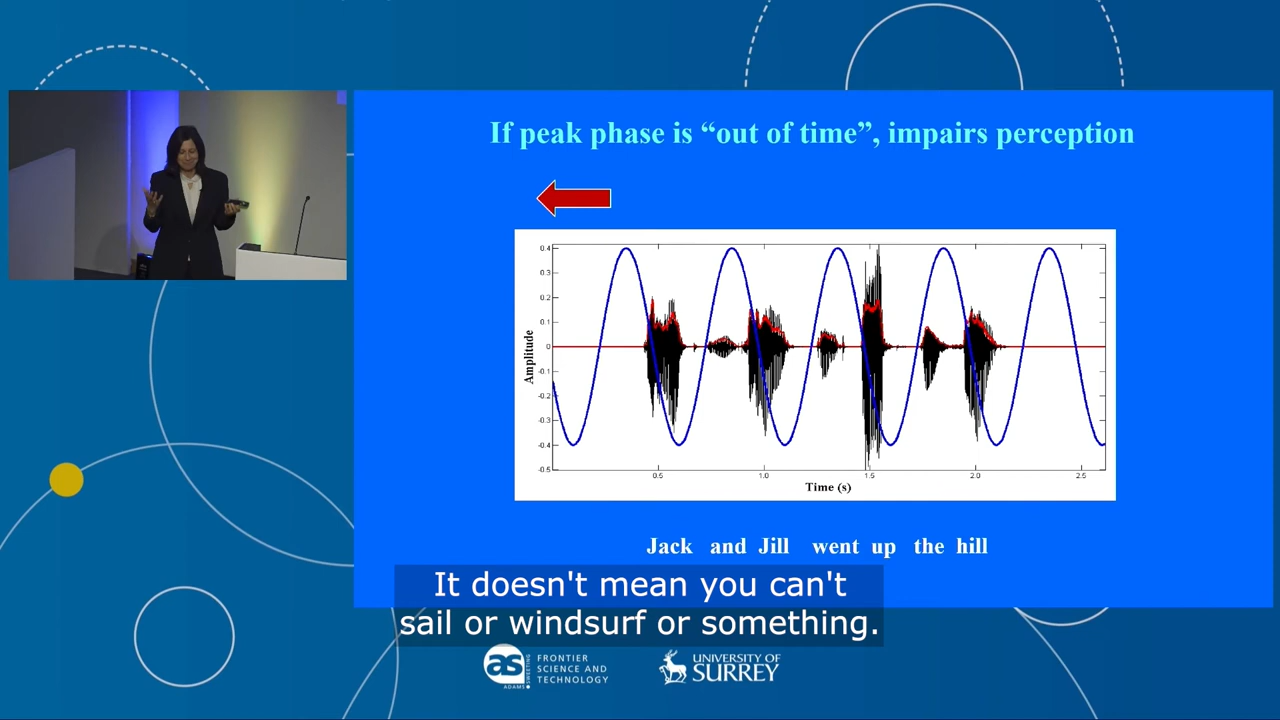 If peak phase is “out of time”, impairs perception
0.4
0.3
0.2
0.1
0
-0.1
-0.2
-0.3
-0.4
-0.5
Amplitude
0.5
1.0
1.5
2.0
2.5
Time (s)
Jack and Jill went up the hill
It doesn't mean you can't
sail or windsurf or something.
as
ADAMS
SWEETING
FRONTIER
SCIENCE AND
TECHNOLOGY
UNIVERSITY OF
SURREY